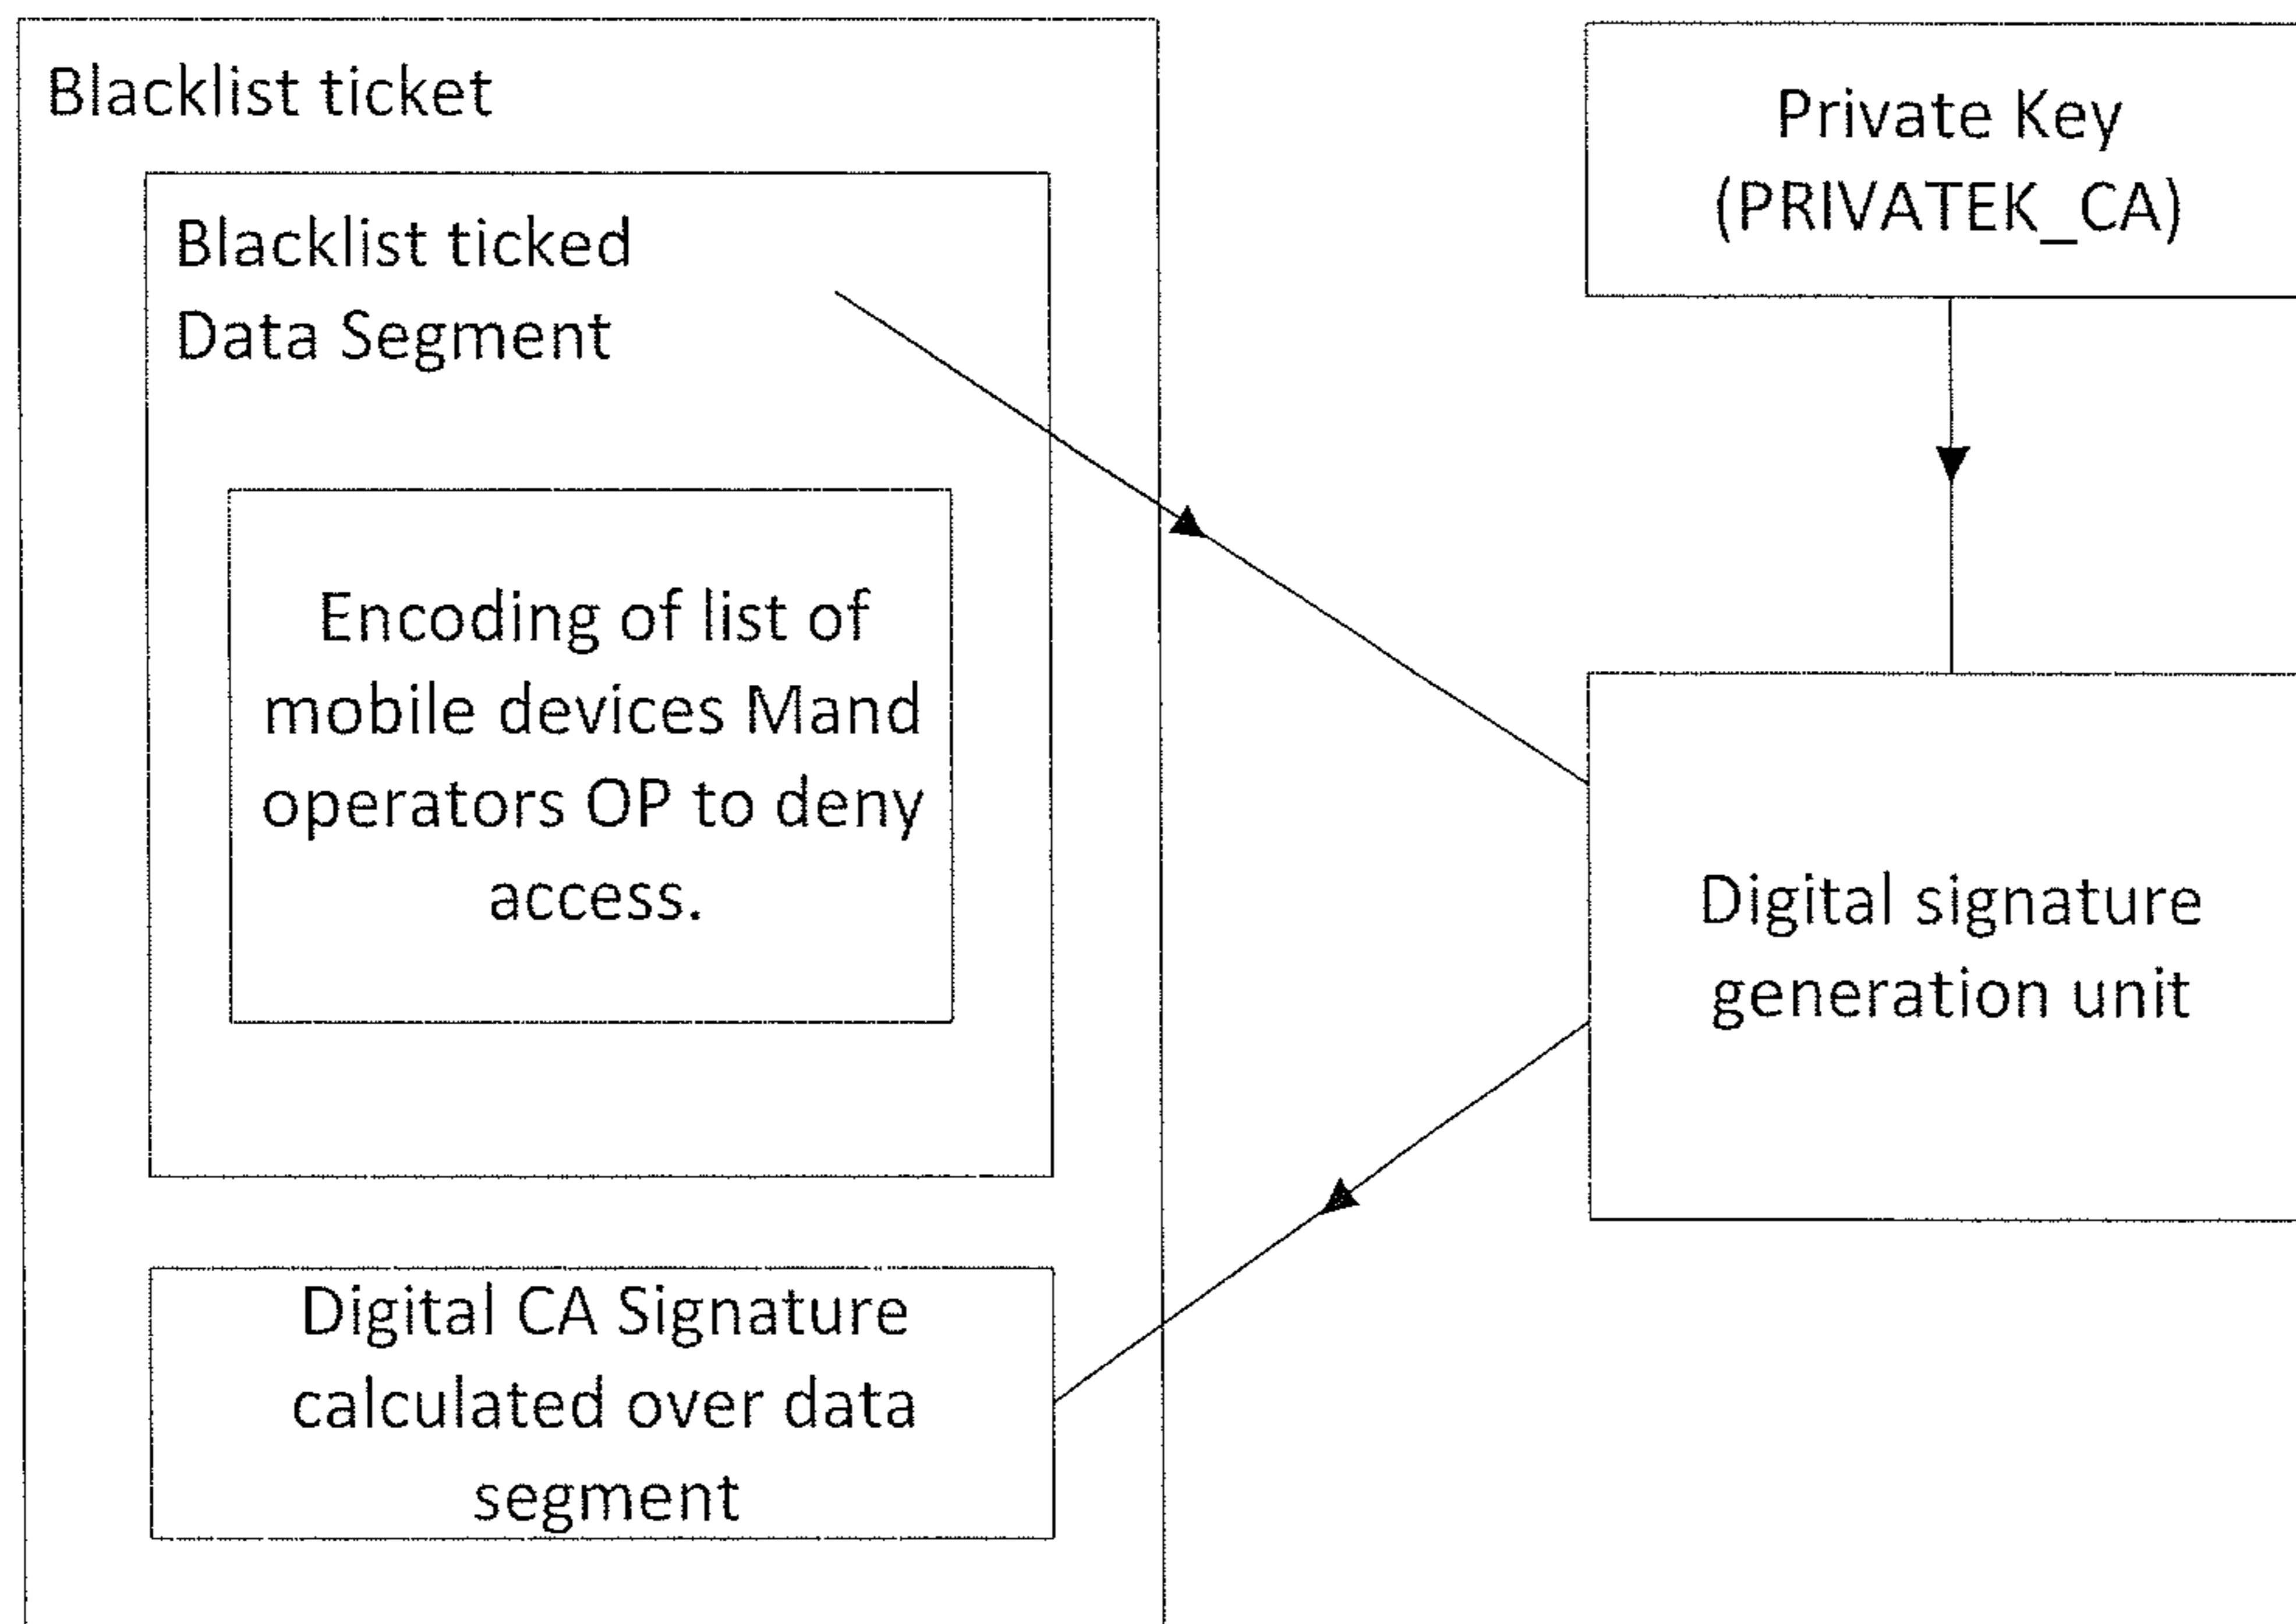 Blacklist ticket
Blacklist ticked
Data Segment
Encoding of list of
mobile devices Mand
operators OP to deny
access.
Digital CA Signature
calculated over data
segment
Private Key
(PRIVATEK_CA)
Digital signature
generation unit